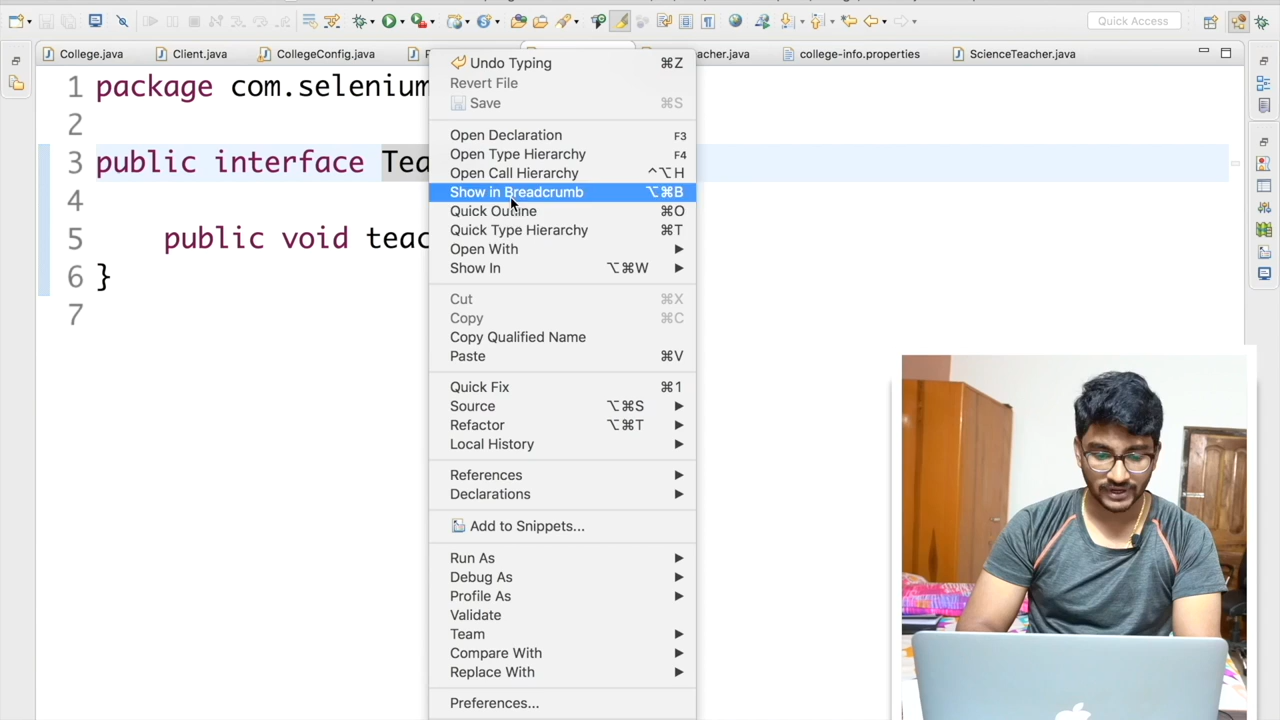 Quick Access
College.java
Client.java
CollegeConfig.java
acher.java
college-info.properties
ScienceTeacher.java
1 package com.selenium
2
3 public interface Tea
4
5 public void teac
6 }
7
Undo Typing ⌘Z
Revert File
Save ⌘S
Open Declaration F3
Open Type Hierarchy F4
Open Call Hierarchy ^⌥H
Show in Breadcrumb ⌥⌘B
Quick Outline ⌘O
Quick Type Hierarchy ⌘T
Open With
Show In ⌥⌘W
Cut ⌘X
Copy ⌘C
Copy Qualified Name
Paste ⌘V
Quick Fix ⌘1
Source ⌥⌘S
Refactor ⌥⌘T
Local History
References
Declarations
Add to Snippets...
Run As
Debug As
Profile As
Validate
Team
Compare With
Replace With
Preferences...